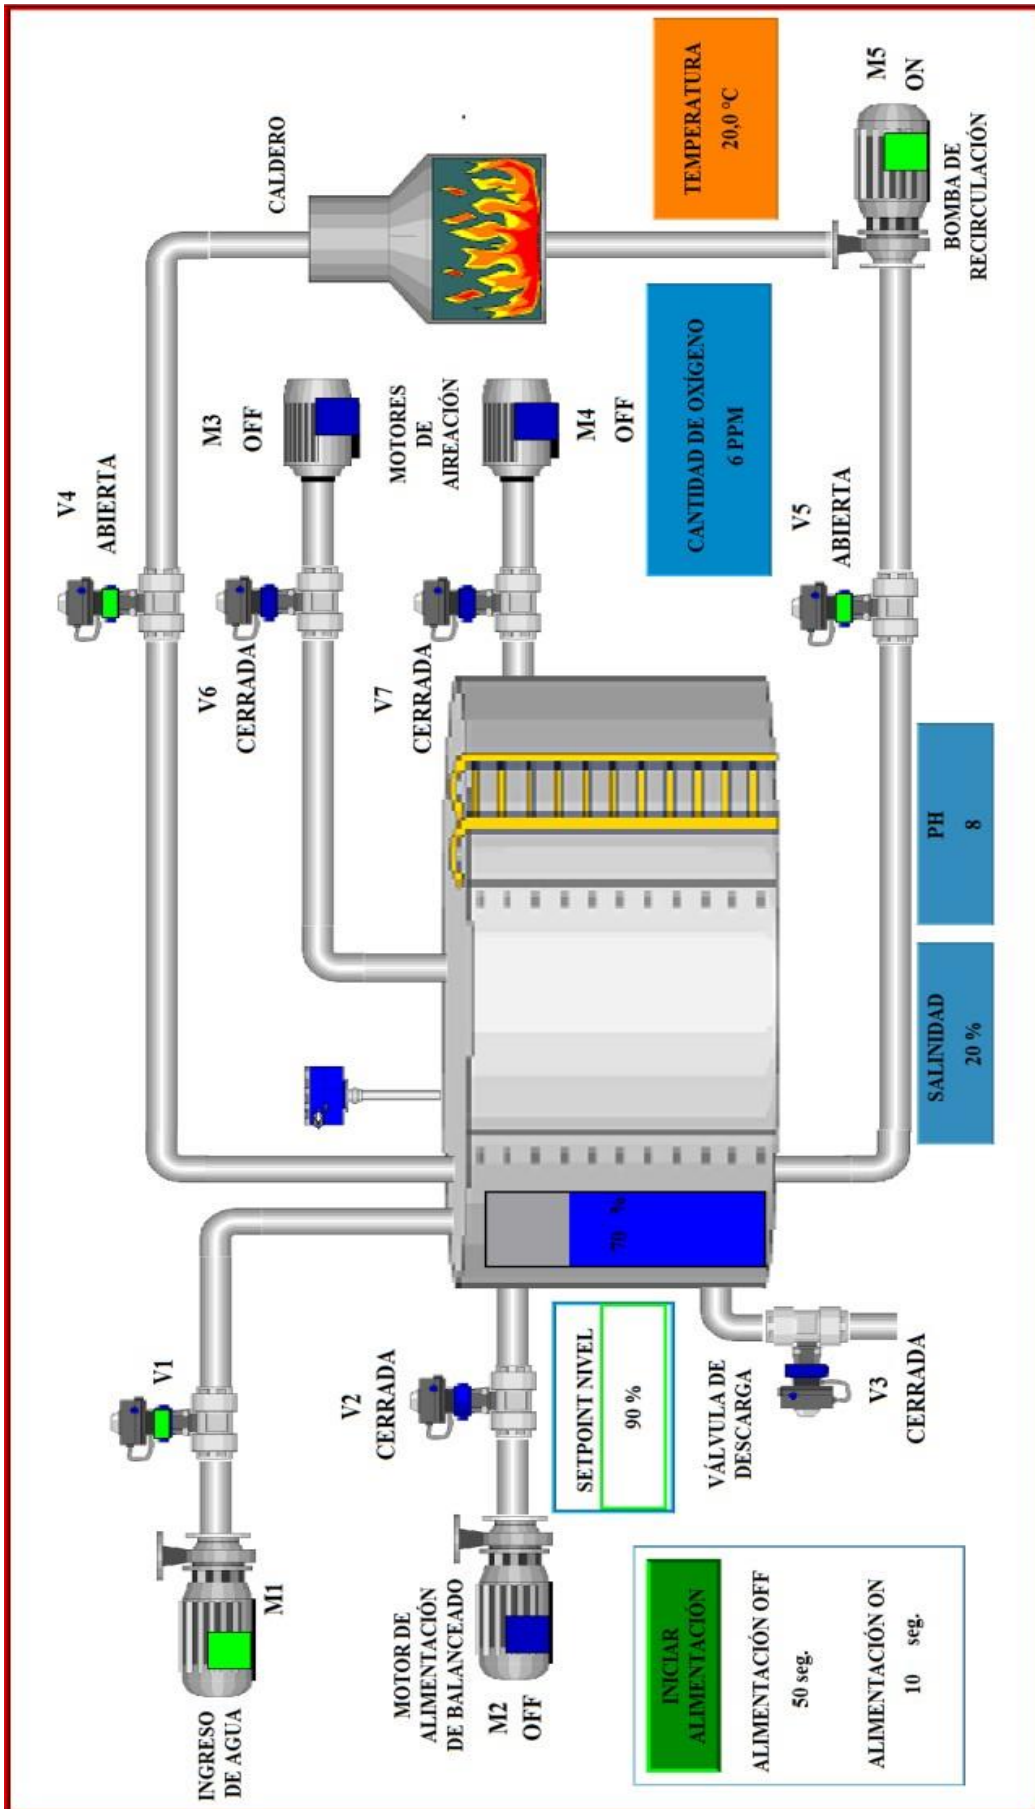 INGRESO
DE AGUA
M1
V1
V4
ABIERTA
CALDERO
M3
OFF
V6
CERRADA
MOTORES
DE
AIREACIÓN
V7
CERRADA
M4
OFF
MOTOR DE
ALIMENTACIÓN
DE BALANCEADO
M2
OFF
V2
CERRADA
SETPOINT NIVEL
90 %
70 %
VÁLVULA DE
DESCARGA
V3
CERRADA
CANTIDAD DE OXÍGENO
6 PPM
TEMPERATURA
20,0 °C
V5
ABIERTA
M5
ON
BOMBA DE
RECIRCULACIÓN
INICIAR
ALIMENTACIÓN
ALIMENTACIÓN OFF
50 seg.
ALIMENTACIÓN ON
10 seg.
SALINIDAD
20 %
PH
8